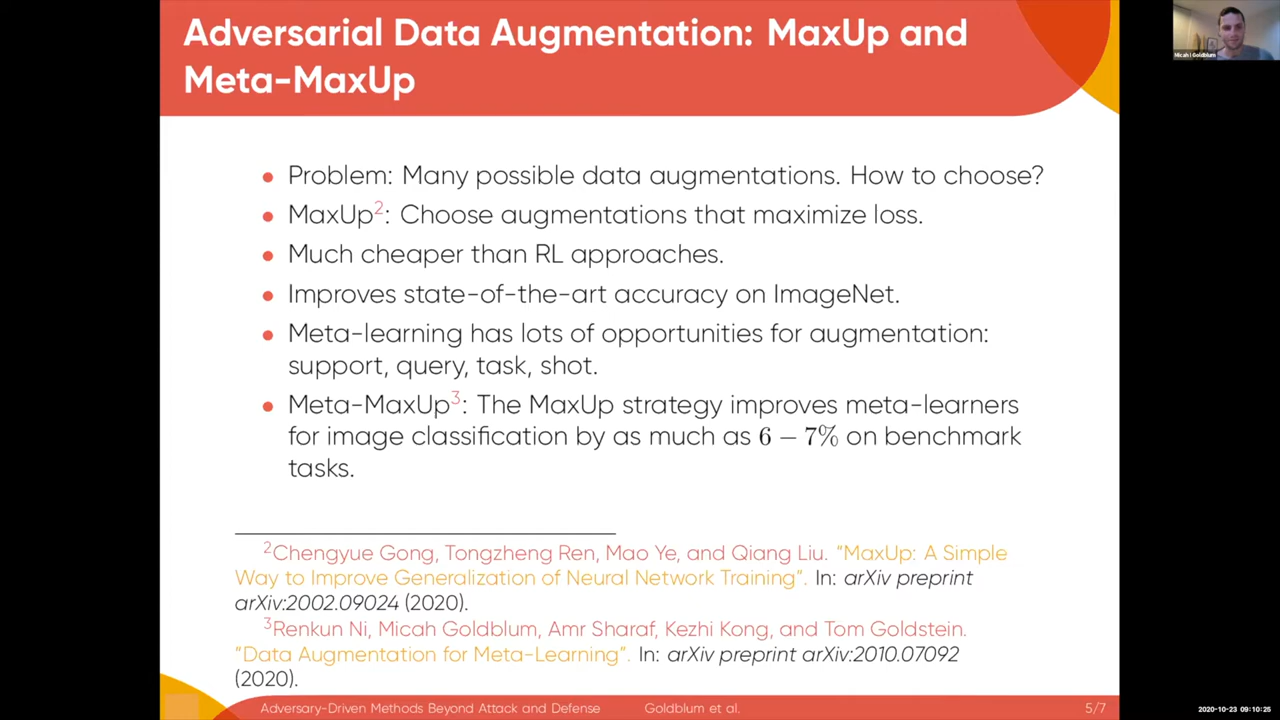 Adversarial Data Augmentation: MaxUp and
Meta-MaxUp
Micah I Goldblum
• Problem: Many possible data augmentations. How to choose?
• MaxUp2: Choose augmentations that maximize loss.
• Much cheaper than RL approaches.
• Improves state-of-the-art accuracy on ImageNet.
• Meta-learning has lots of opportunities for augmentation:
support, query, task, shot.
• Meta-MaxUp3: The MaxUp strategy improves meta-learners
for image classification by as much as 6 – 7% on benchmark
tasks.
2Chengyue Gong, Tongzheng Ren, Mao Ye, and Qiang Liu. “MaxUp: A Simple
Way to Improve Generalization of Neural Network Training”. In: arXiv preprint
arXiv:2002.09024 (2020).
3Renkun Ni, Micah Goldblum, Amr Sharaf, Kezhi Kong, and Tom Goldstein.
“Data Augmentation for Meta-Learning”. In: arXiv preprint arXiv:2010.07092
(2020).
Adversary-Driven Methods Beyond Attack and Defense Goldblum et al. 5/7
2020-10-23 09:10:25